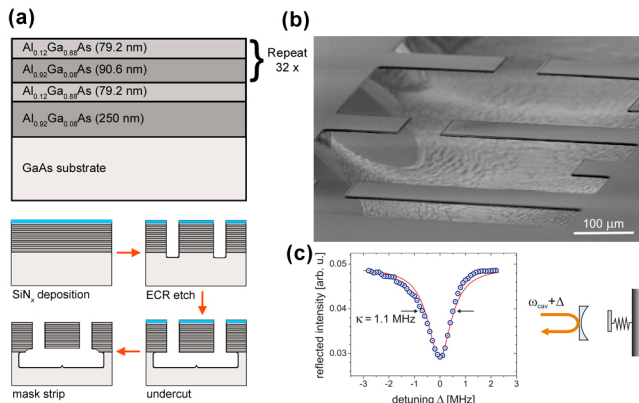 (a)
Al0.12Ga0.88As (79.2 nm)
Al0.92Ga0.08As (90.6 nm)
Al0.12Ga0.88As (79.2 nm)
Al0.92Ga0.08As (250 nm)
GaAs substrate
Repeat
32 x
SiNx deposition
ECR etch
mask strip
undercut
(b)
100 µm
(c)
reflected intensity [arb. u.]
0.05
0.04
0.03
κ = 1.1 MHz
-3 -2 -1 0 1 2 3
detuning Δ [MHz]
ωcav+Δ